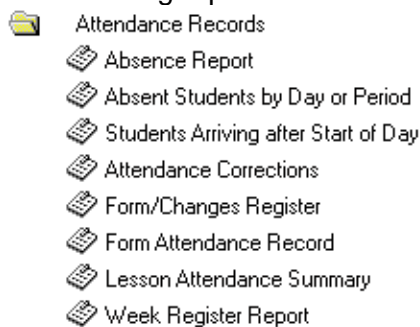 Attendance Records
Absence Report
Absent Students by Day or Period
Students Arriving after Start of Day
Attendance Corrections
Form/Changes Register
Form Attendance Record
Lesson Attendance Summary
Week Register Report